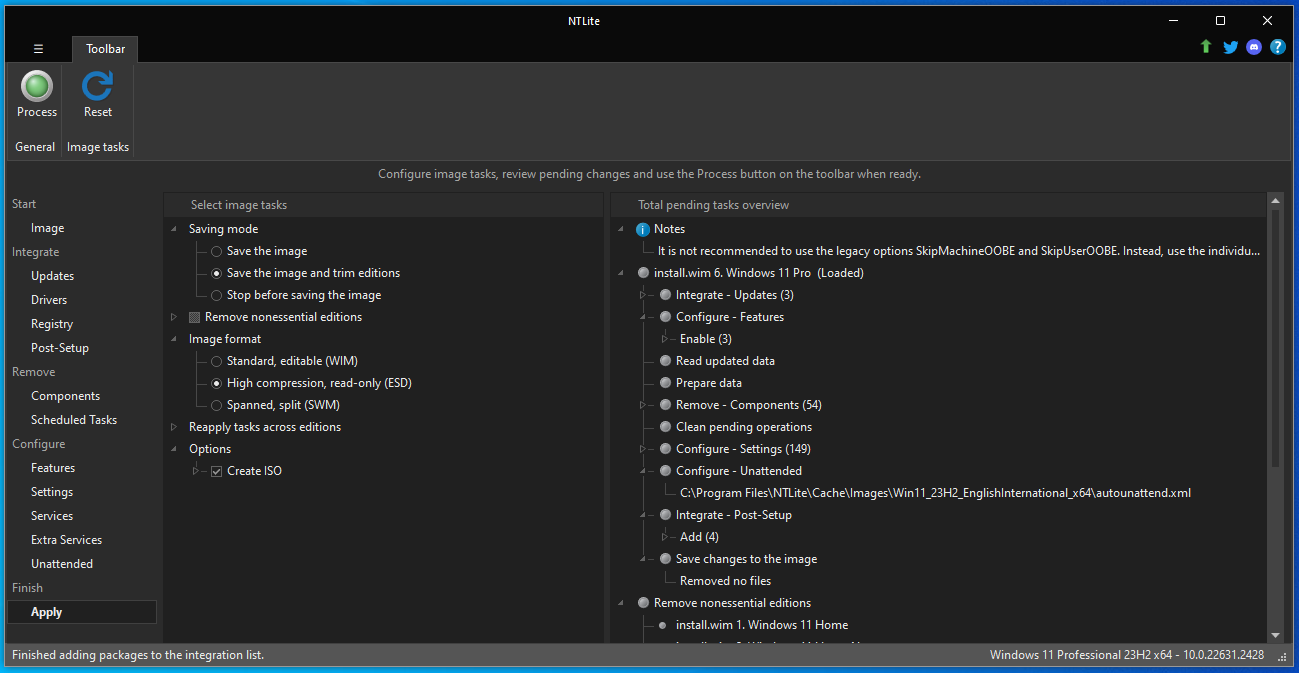 NTLite
Toolbar
Process
Reset
General
Image tasks
Configure image tasks, review pending changes and use the Process button on the toolbar when ready.
Start
Image
Integrate
Updates
Drivers
Registry
Post-Setup
Remove
Components
Scheduled Tasks
Configure
Features
Settings
Services
Extra Services
Unattended
Finish
Apply
Select image tasks
Saving mode
Save the image
Save the image and trim editions
Stop before saving the image
Remove nonessential editions
Image format
Standard, editable (WIM)
High compression, read-only (ESD)
Spanned, split (SWM)
Reapply tasks across editions
Options
Create ISO
Total pending tasks overview
Notes
It is not recommended to use the legacy options SkipMachineOOBE and SkipUserOOBE. Instead, use the individu...
install.wim 6. Windows 11 Pro (Loaded)
Integrate - Updates (3)
Configure - Features
Enable (3)
Read updated data
Prepare data
Remove - Components (54)
Clean pending operations
Configure - Settings (149)
Configure - Unattended
C:\Program Files\NTLite\Cache\Images\Win11_23H2_EnglishInternational_x64\autounattend.xml
Integrate - Post-Setup
Add (4)
Save changes to the image
Removed no files
Remove nonessential editions
install.wim 1. Windows 11 Home
Finished adding packages to the integration list.
Windows 11 Professional 23H2 x64 - 10.0.22631.2428